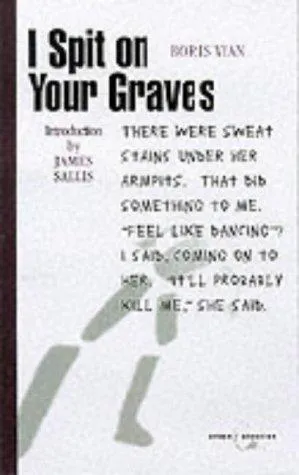 I Spit on
Your Graves
BORIS VIAN
Introduction
by
JAMES
SALLIS
THERE WERE SWEAT
STAINS UNDER HER
ARMPITS. THAT DID
SOMETHING TO ME.
"FEEL LIKE DANCING"?
I SAID, COMING ON TO
HER. "IT'LL PROBABLY
KILL ME," SHE SAID.